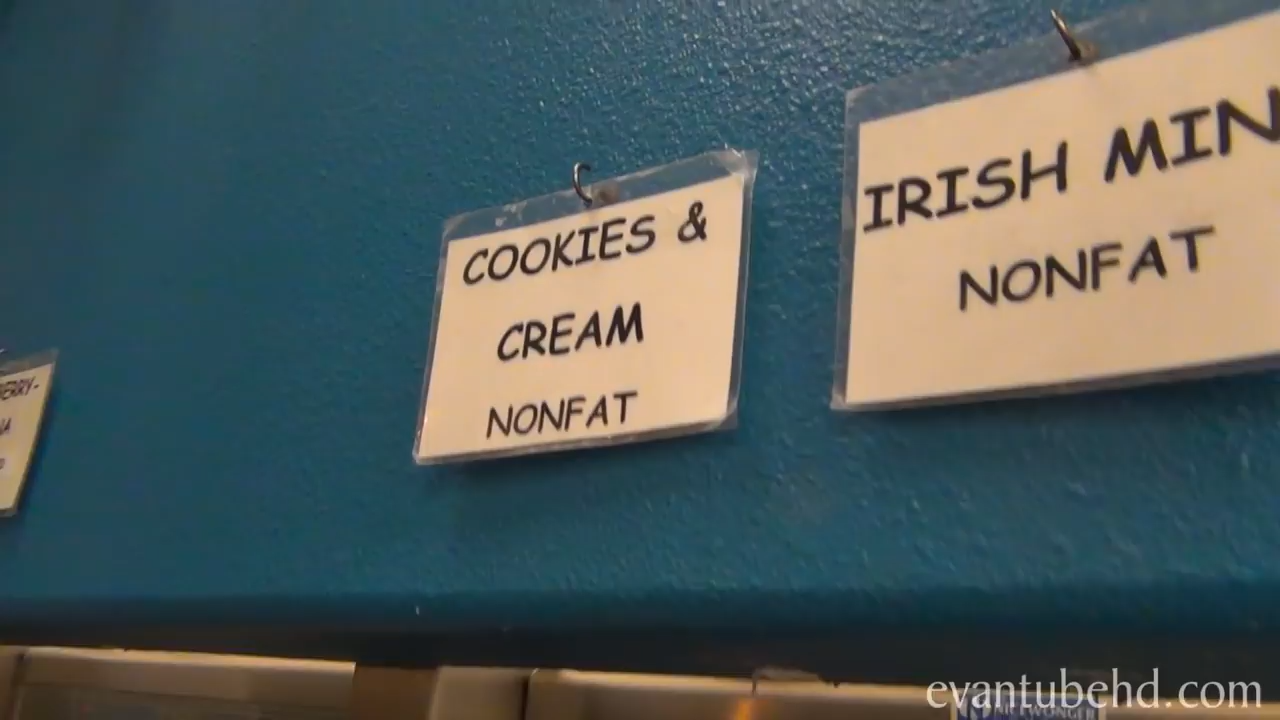 COOKIES &
CREAM
NONFAT
IRISH MIN
NONFAT
evantubehd.com